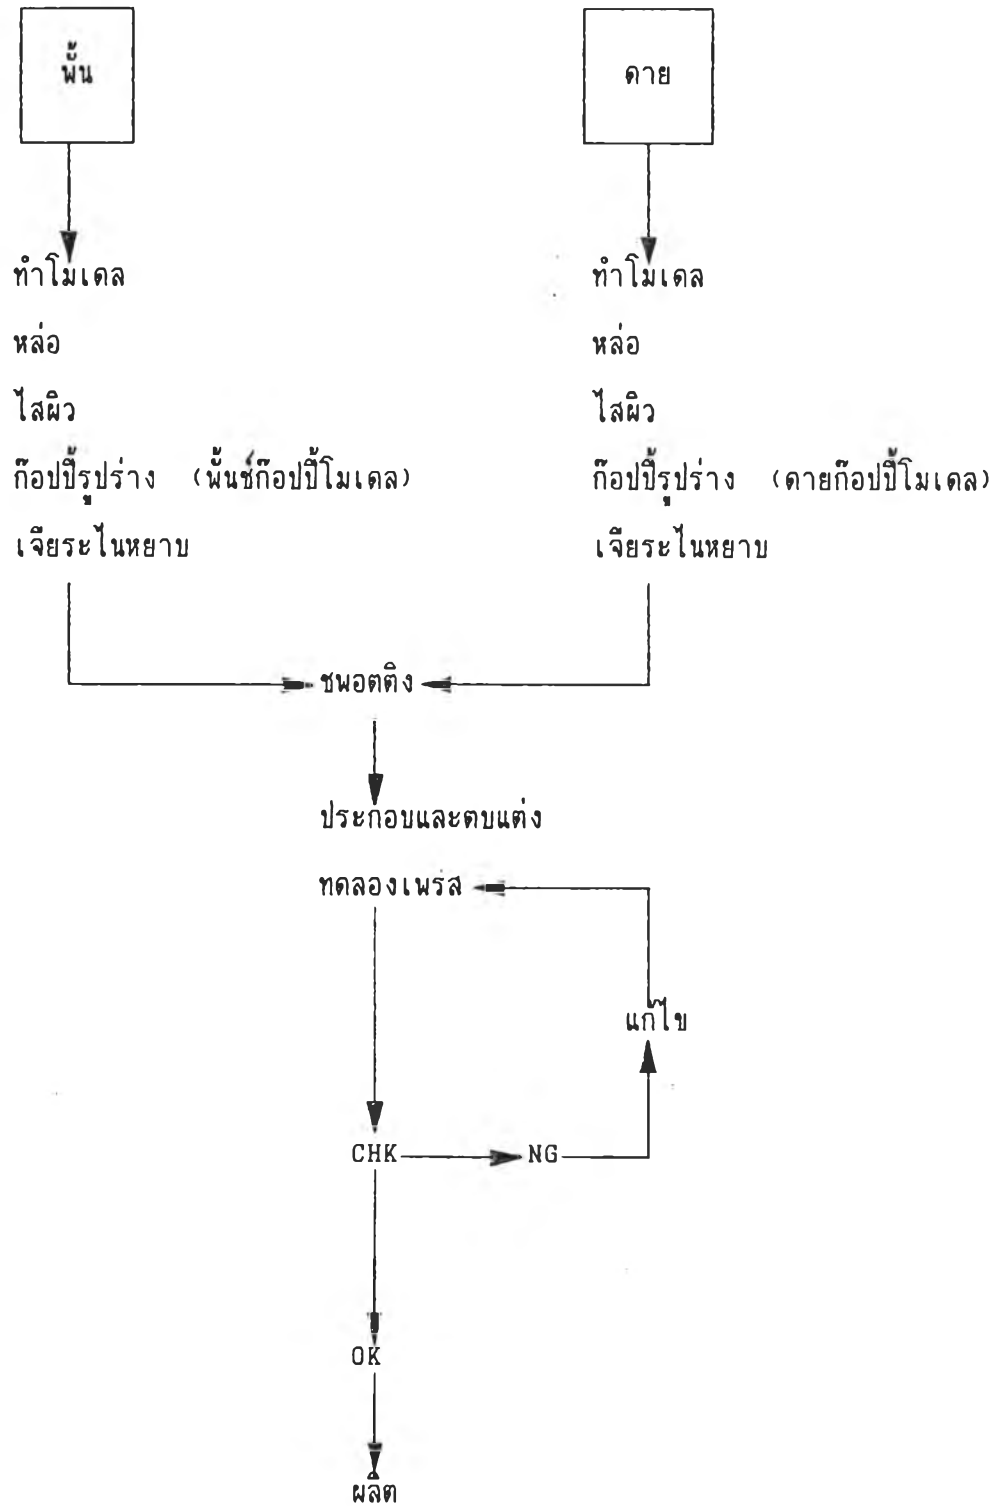 พั้น ดาย
ทำโมเดล ทำโมเดล
หล่อ หล่อ
ไสผิว ไสผิว
ก๊อปปี้รูปร่าง (พั้นช์ก๊อปปี้โมเดล) ก๊อปปี้รูปร่าง (ดายก๊อปปี้โมเดล)
เจียระไนหยาบ เจียระไนหยาบ
ชพอตติง
ประกอบและตบแต่ง
ทดลองเพรส
แก้ไข
CHK NG
OK
ผลิต